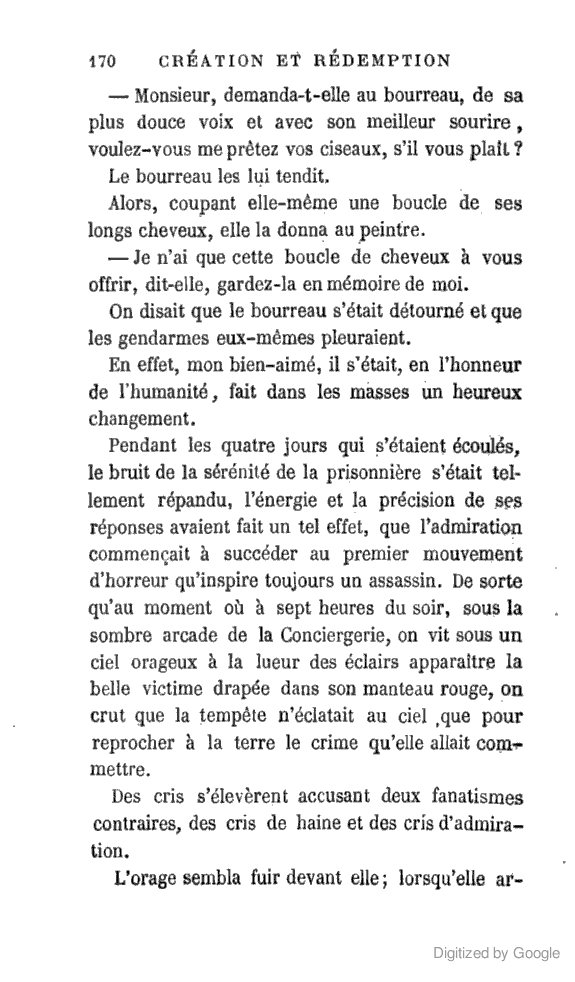 170 CRÉATION ET RÉDEMPTION
— Monsieur, demanda-t-elle au bourreau, de sa
plus douce voix et avec son meilleur sourire,
voulez-vous me prêtez vos ciseaux, s'il vous plaît ?
Le bourreau les lui tendit.
Alors, coupant elle-même une boucle de ses
longs cheveux, elle la donna au peintre.
— Je n'ai que cette boucle de cheveux à vous
offrir, dit-elle, gardez-la en mémoire de moi.
On disait que le bourreau s'était détourné et que
les gendarmes eux-mêmes pleuraient.
En effet, mon bien-aimé, il s'était, en l'honneur
de l'humanité, fait dans les masses un heureux
changement.
Pendant les quatre jours qui s'étaient écoulés,
le bruit de la sérénité de la prisonnière s'était tel-
lement répandu, l'énergie et la précision de ses
réponses avaient fait un tel effet, que l'admiration
commençait à succéder au premier mouvement
d'horreur qu'inspire toujours un assassin. De sorte
qu'au moment où à sept heures du soir, sous la
sombre arcade de la Conciergerie, on vit sous un
ciel orageux à la lueur des éclairs apparaître la
belle victime drapée dans son manteau rouge, on
crut que la tempête n'éclatait au ciel ,que pour
reprocher à la terre le crime qu'elle allait com-
mettre.
Des cris s'élevèrent accusant deux fanatismes
contraires, des cris de haine et des cris d'admira-
tion.
L'orage sembla fuir devant elle ; lorsqu'elle ar-
Digitized by Google